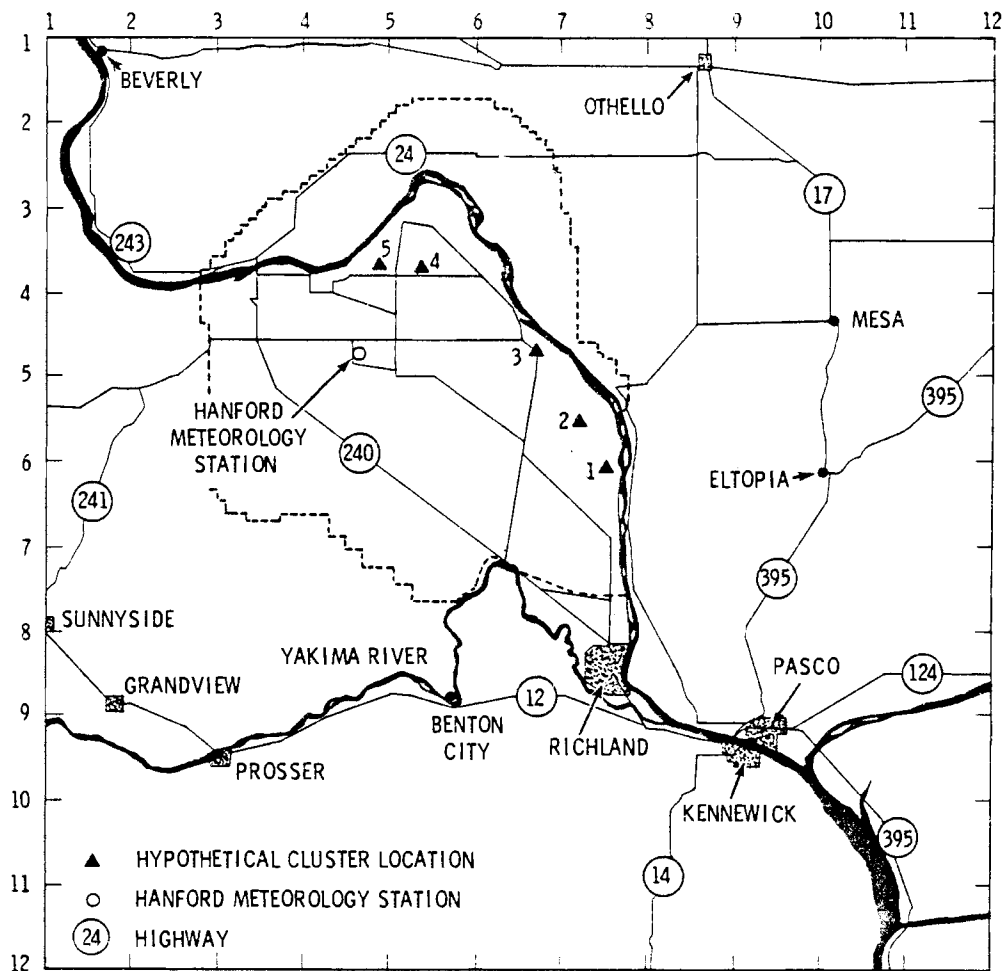 1 2 3 4 5 6 7 8 9 10 11 12
1
2
3
4
5
6
7
8
9
10
11
12
BEVERLY
OTHELLO
24
17
243
5
4
MESA
3
395
HANFORD
METEOROLOGY
STATION
2
240
1
ELTOPIA
241
395
SUNNYSIDE
YAKIMA RIVER
PASCO
124
GRANDVIEW
12
BENTON
CITY
RICHLAND
PROSSER
KENNEWICK
395
14
▲ HYPOTHETICAL CLUSTER LOCATION
○ HANFORD METEOROLOGY STATION
24 HIGHWAY